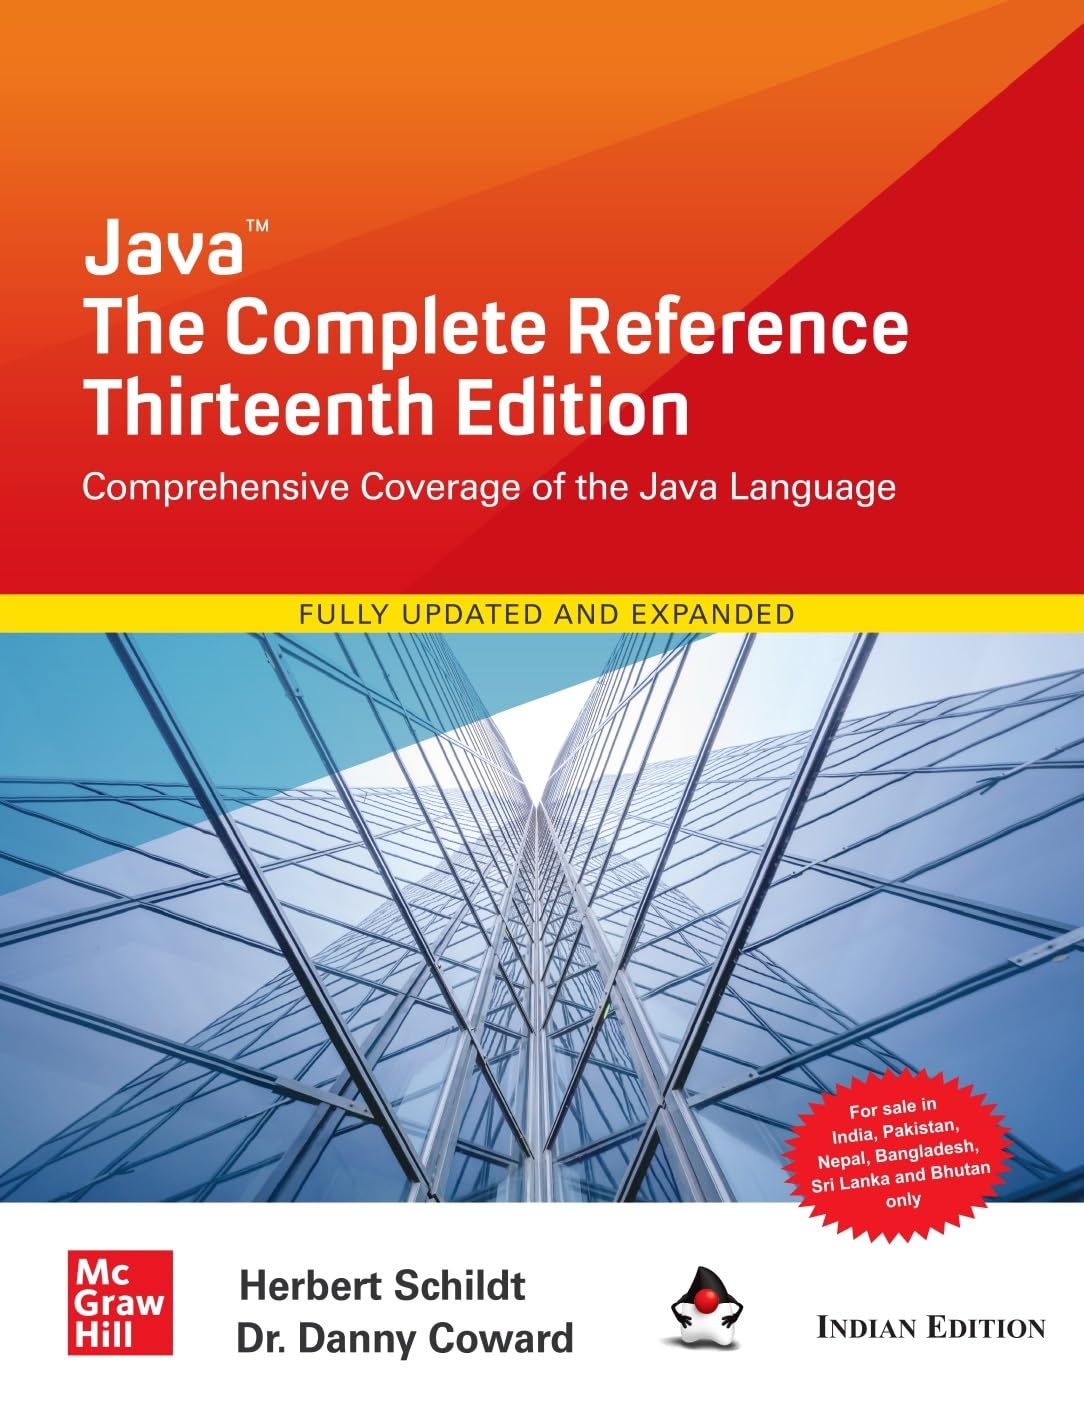 Java™
The Complete Reference
Thirteenth Edition
Comprehensive Coverage of the Java Language
FULLY UPDATED AND EXPANDED
For sale in
India, Pakistan,
Nepal, Bangladesh,
Sri Lanka and Bhutan
only
Mc
Graw
Hill
Herbert Schildt
Dr. Danny Coward
INDIAN EDITION